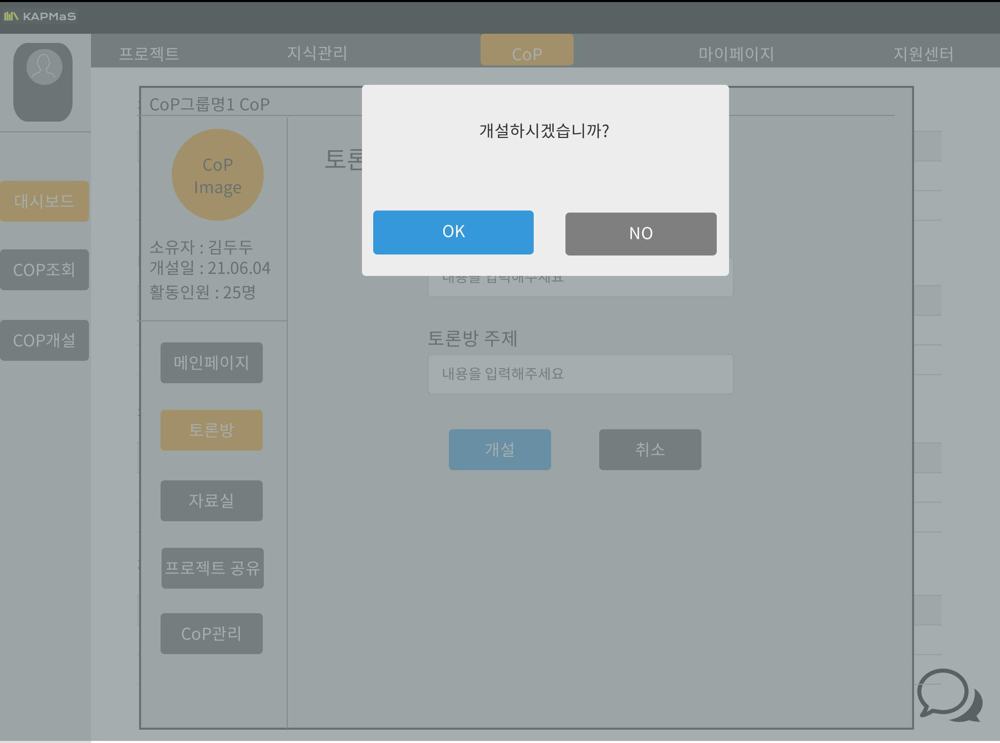 KAPMaS
프로젝트
지식관리
CoP
마이페이지
지원센터
대시보드
COP조회
COP개설
CoP그룹명1 CoP
CoP
Image
소유자 : 김두두
개설일 : 21.06.04
활동인원 : 25명
메인페이지
토론방
자료실
프로젝트 공유
CoP관리
토론
개설하시겠습니까?
OK
NO
내용을 입력해주세요
토론방 주제
내용을 입력해주세요
개설
취소